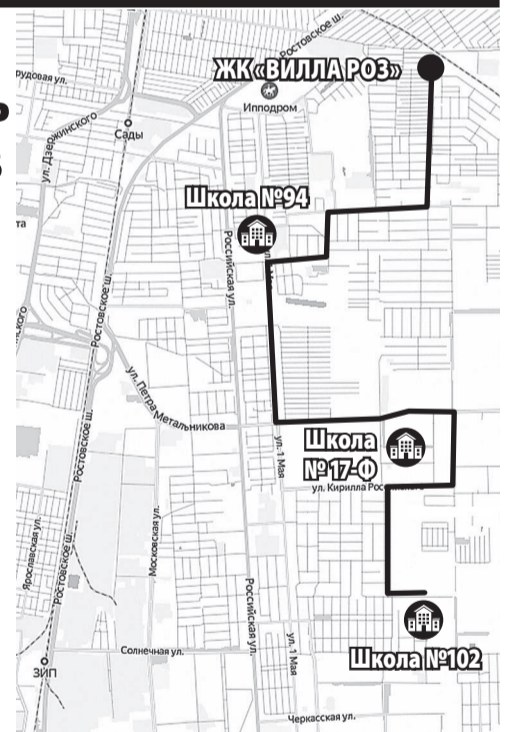 Ростовское ш.
ЖК «ВИЛЛА РОЗ»
Ипподром
рудовая ул.
Сады
ул. Дзержинского
Школа №94
Российская ул.
Ростовское ш.
ул. Петра Метальникова
Школа
№ 17-Ф
ул. 1 Мая
ул. Кирилла
Ростовское ш.
Ярославская ул.
Московская ул.
Ростовское ш.
Российская ул.
ул. 1 Мая
Солнечная ул.
ЗИП
Школа №102
Черкасская ул.